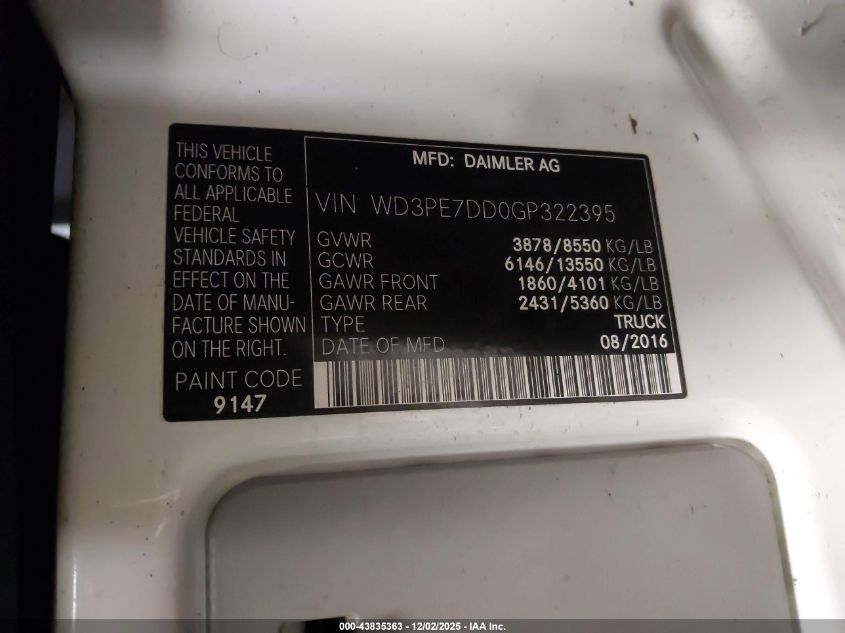 THIS VEHICLE
CONFORMS TO
ALL APPLICABLE
FEDERAL
VEHICLE SAFETY
STANDARDS IN
EFFECT ON THE
DATE OF MANU-
FACTURE SHOWN
ON THE RIGHT.
PAINT CODE
9147
MFD: DAIMLER AG
VIN WD3PE7DD0GP322395
GVWR 3878/8550 KG/LB
GCWR 6146/13550 KG/LB
GAWR FRONT 1860/4101 KG/LB
GAWR REAR 2431/5360 KG/LB
TYPE TRUCK
DATE OF MFD 08/2016
000-43835363 - 12/02/2025 - IAA Inc.